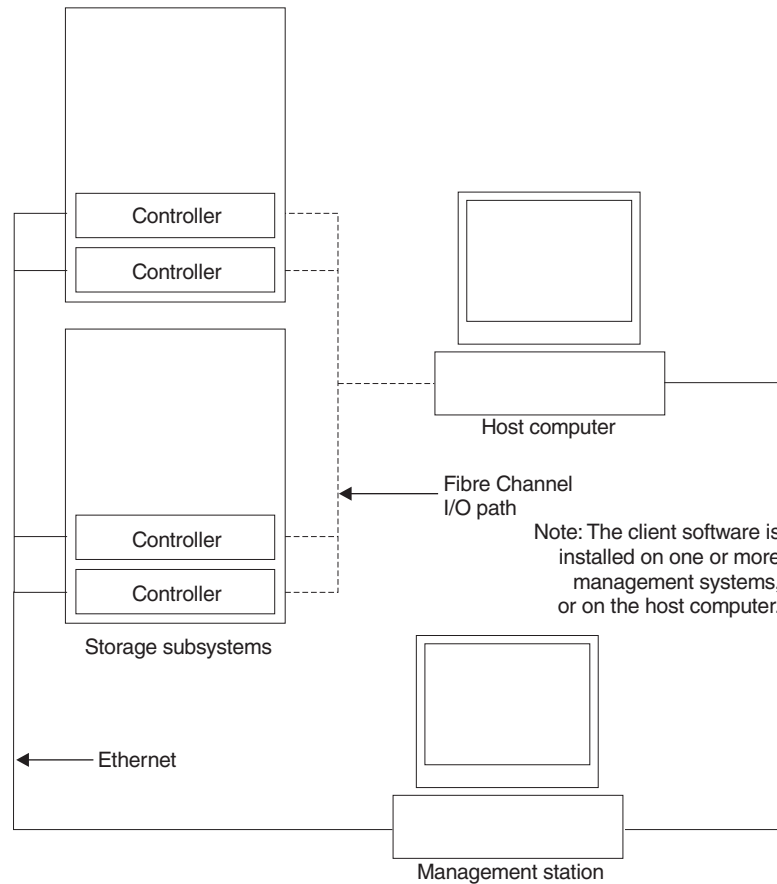 Controller
Controller
Host computer
Fibre Channel
I/O path
Note: The client software is
installed on one or more
management systems,
or on the host computer.
Controller
Controller
Storage subsystems
Ethernet
Management station